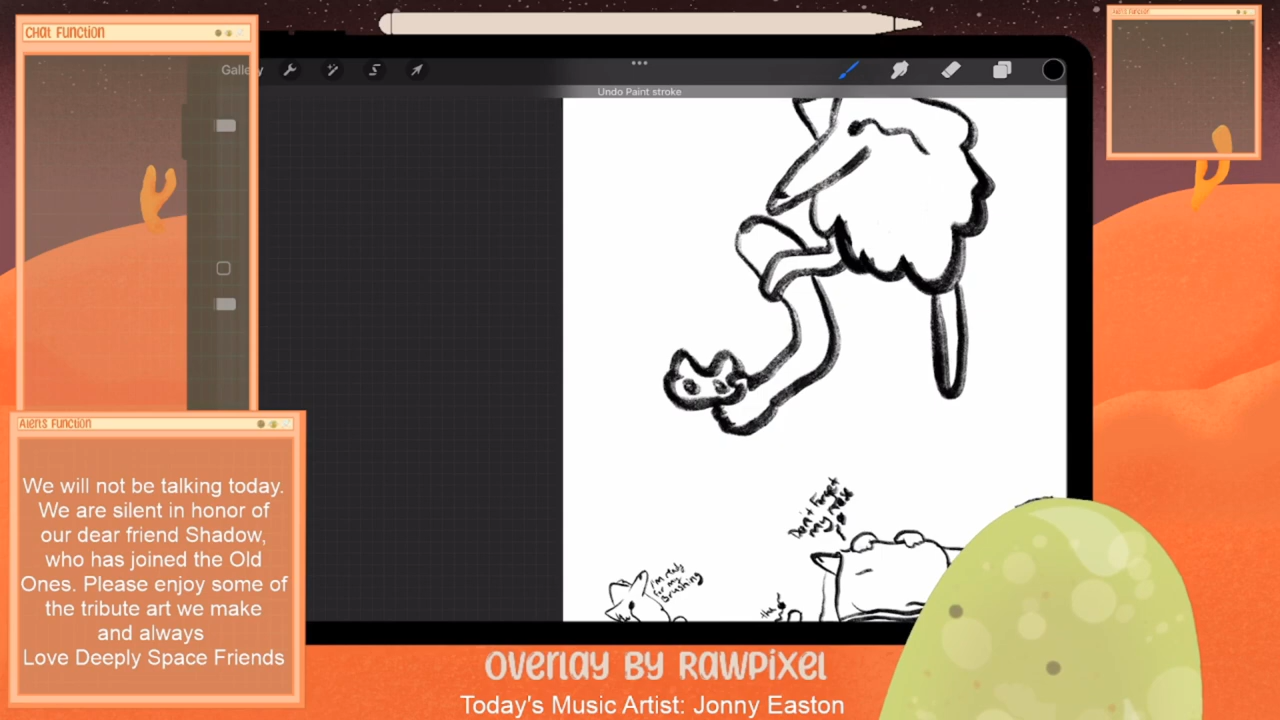 Chat Function
Gallery
Undo Paint stroke
Alerts Function
We will not be talking today.
We are silent in honor of
our dear friend Shadow,
who has joined the Old
Ones. Please enjoy some of
the tribute art we make
and always
Love Deeply Space Friends
Don't Forget
my nose
I'm ready
for my
brushing
Overlay by Rawpixel
Today's Music Artist: Jonny Easton